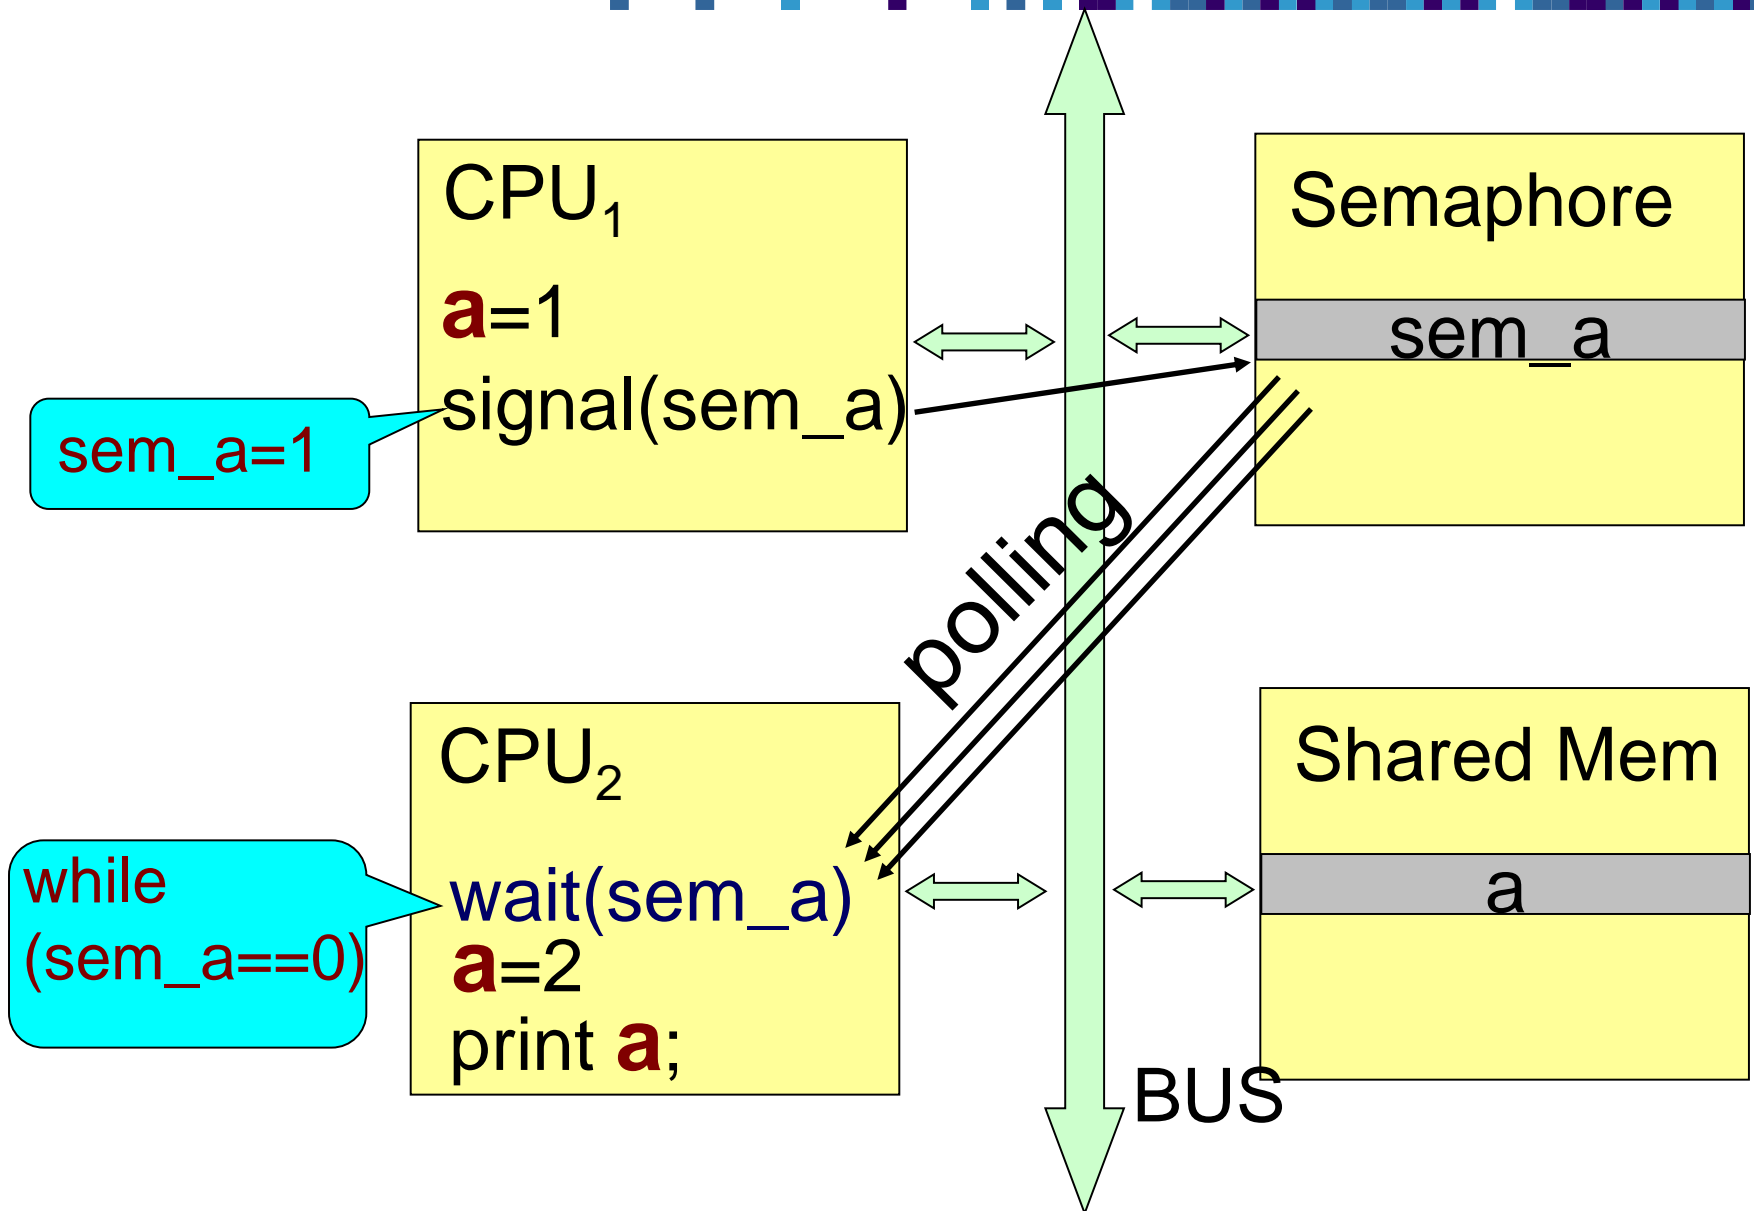 CPU1
a=1
signal(sem_a)
sem_a=1
Semaphore
sem_a
polling
CPU2
wait(sem_a)
a=2
print a;
while
(sem_a==0)
Shared Mem
a
BUS